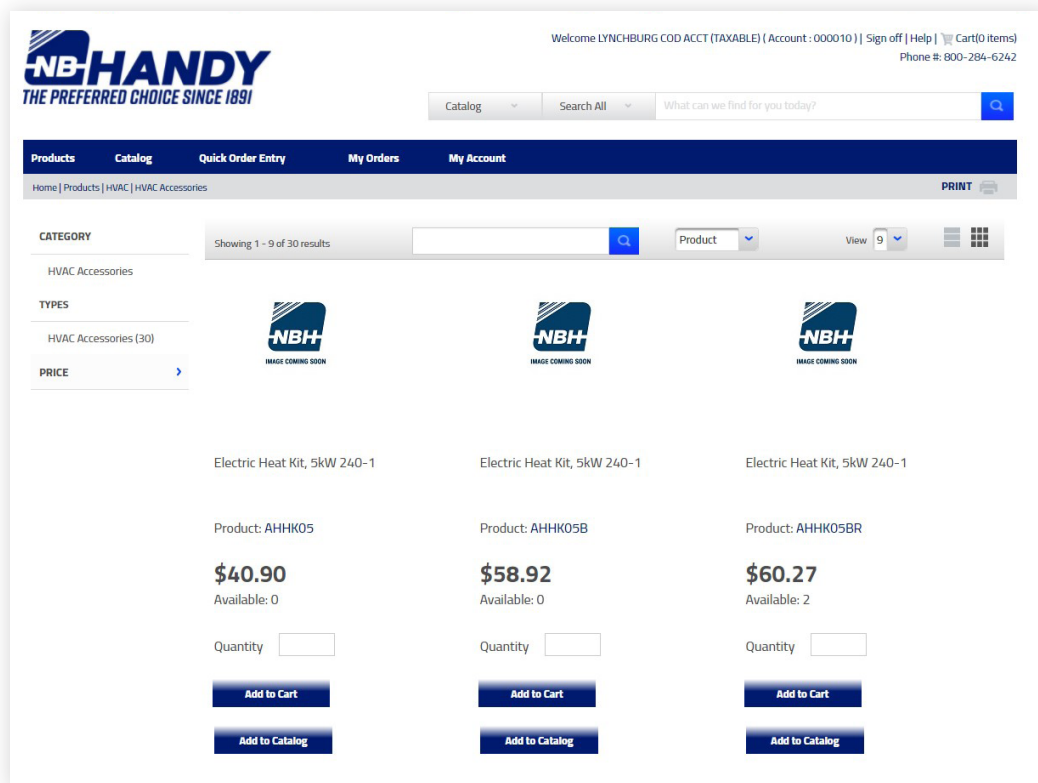 Welcome LYNCHBURG COD ACCT (TAXABLE) ( Account : 000010 ) | Sign off | Help | Cart(0 items)
Phone #: 800-284-6242
NB HANDY
THE PREFERRED CHOICE SINCE 1891
Catalog Search All What can we find for you today?
Products Catalog Quick Order Entry My Orders My Account
Home | Products | HVAC | HVAC Accessories PRINT
CATEGORY
HVAC Accessories
TYPES
HVAC Accessories (30)
PRICE
Showing 1 - 9 of 30 results Product View 9
NBH NBH NBH
IMAGE COMING SOON IMAGE COMING SOON IMAGE COMING SOON
Electric Heat Kit, 5kW 240-1 Electric Heat Kit, 5kW 240-1 Electric Heat Kit, 5kW 240-1
Product: AHHK05 Product: AHHK05B Product: AHHK05BR
$40.90 $58.92 $60.27
Available: 0 Available: 0 Available: 2
Quantity Quantity Quantity
Add to Cart Add to Cart Add to Cart
Add to Catalog Add to Catalog Add to Catalog